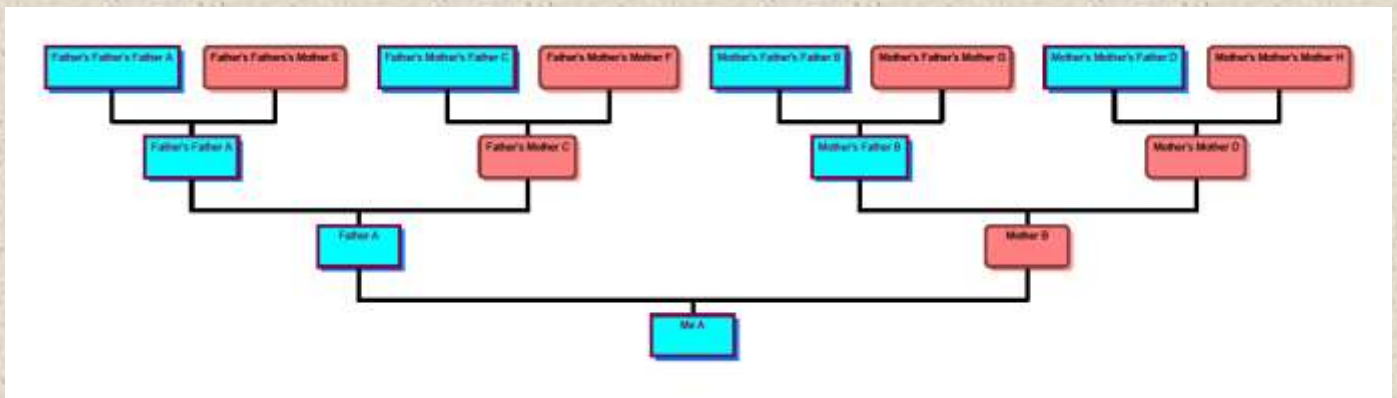 Father's Father's Father A
Father's Fathers's Mother E
Father's Mother's Father C
Father's Mother's Mother F
Mother's Father's Father B
Mother's Father's Mother G
Mother's Mother's Father D
Mother's Mother's Mother H
Father's Father A
Father's Mother C
Mother's Father B
Mother's Mother D
Father A
Mother B
Me A